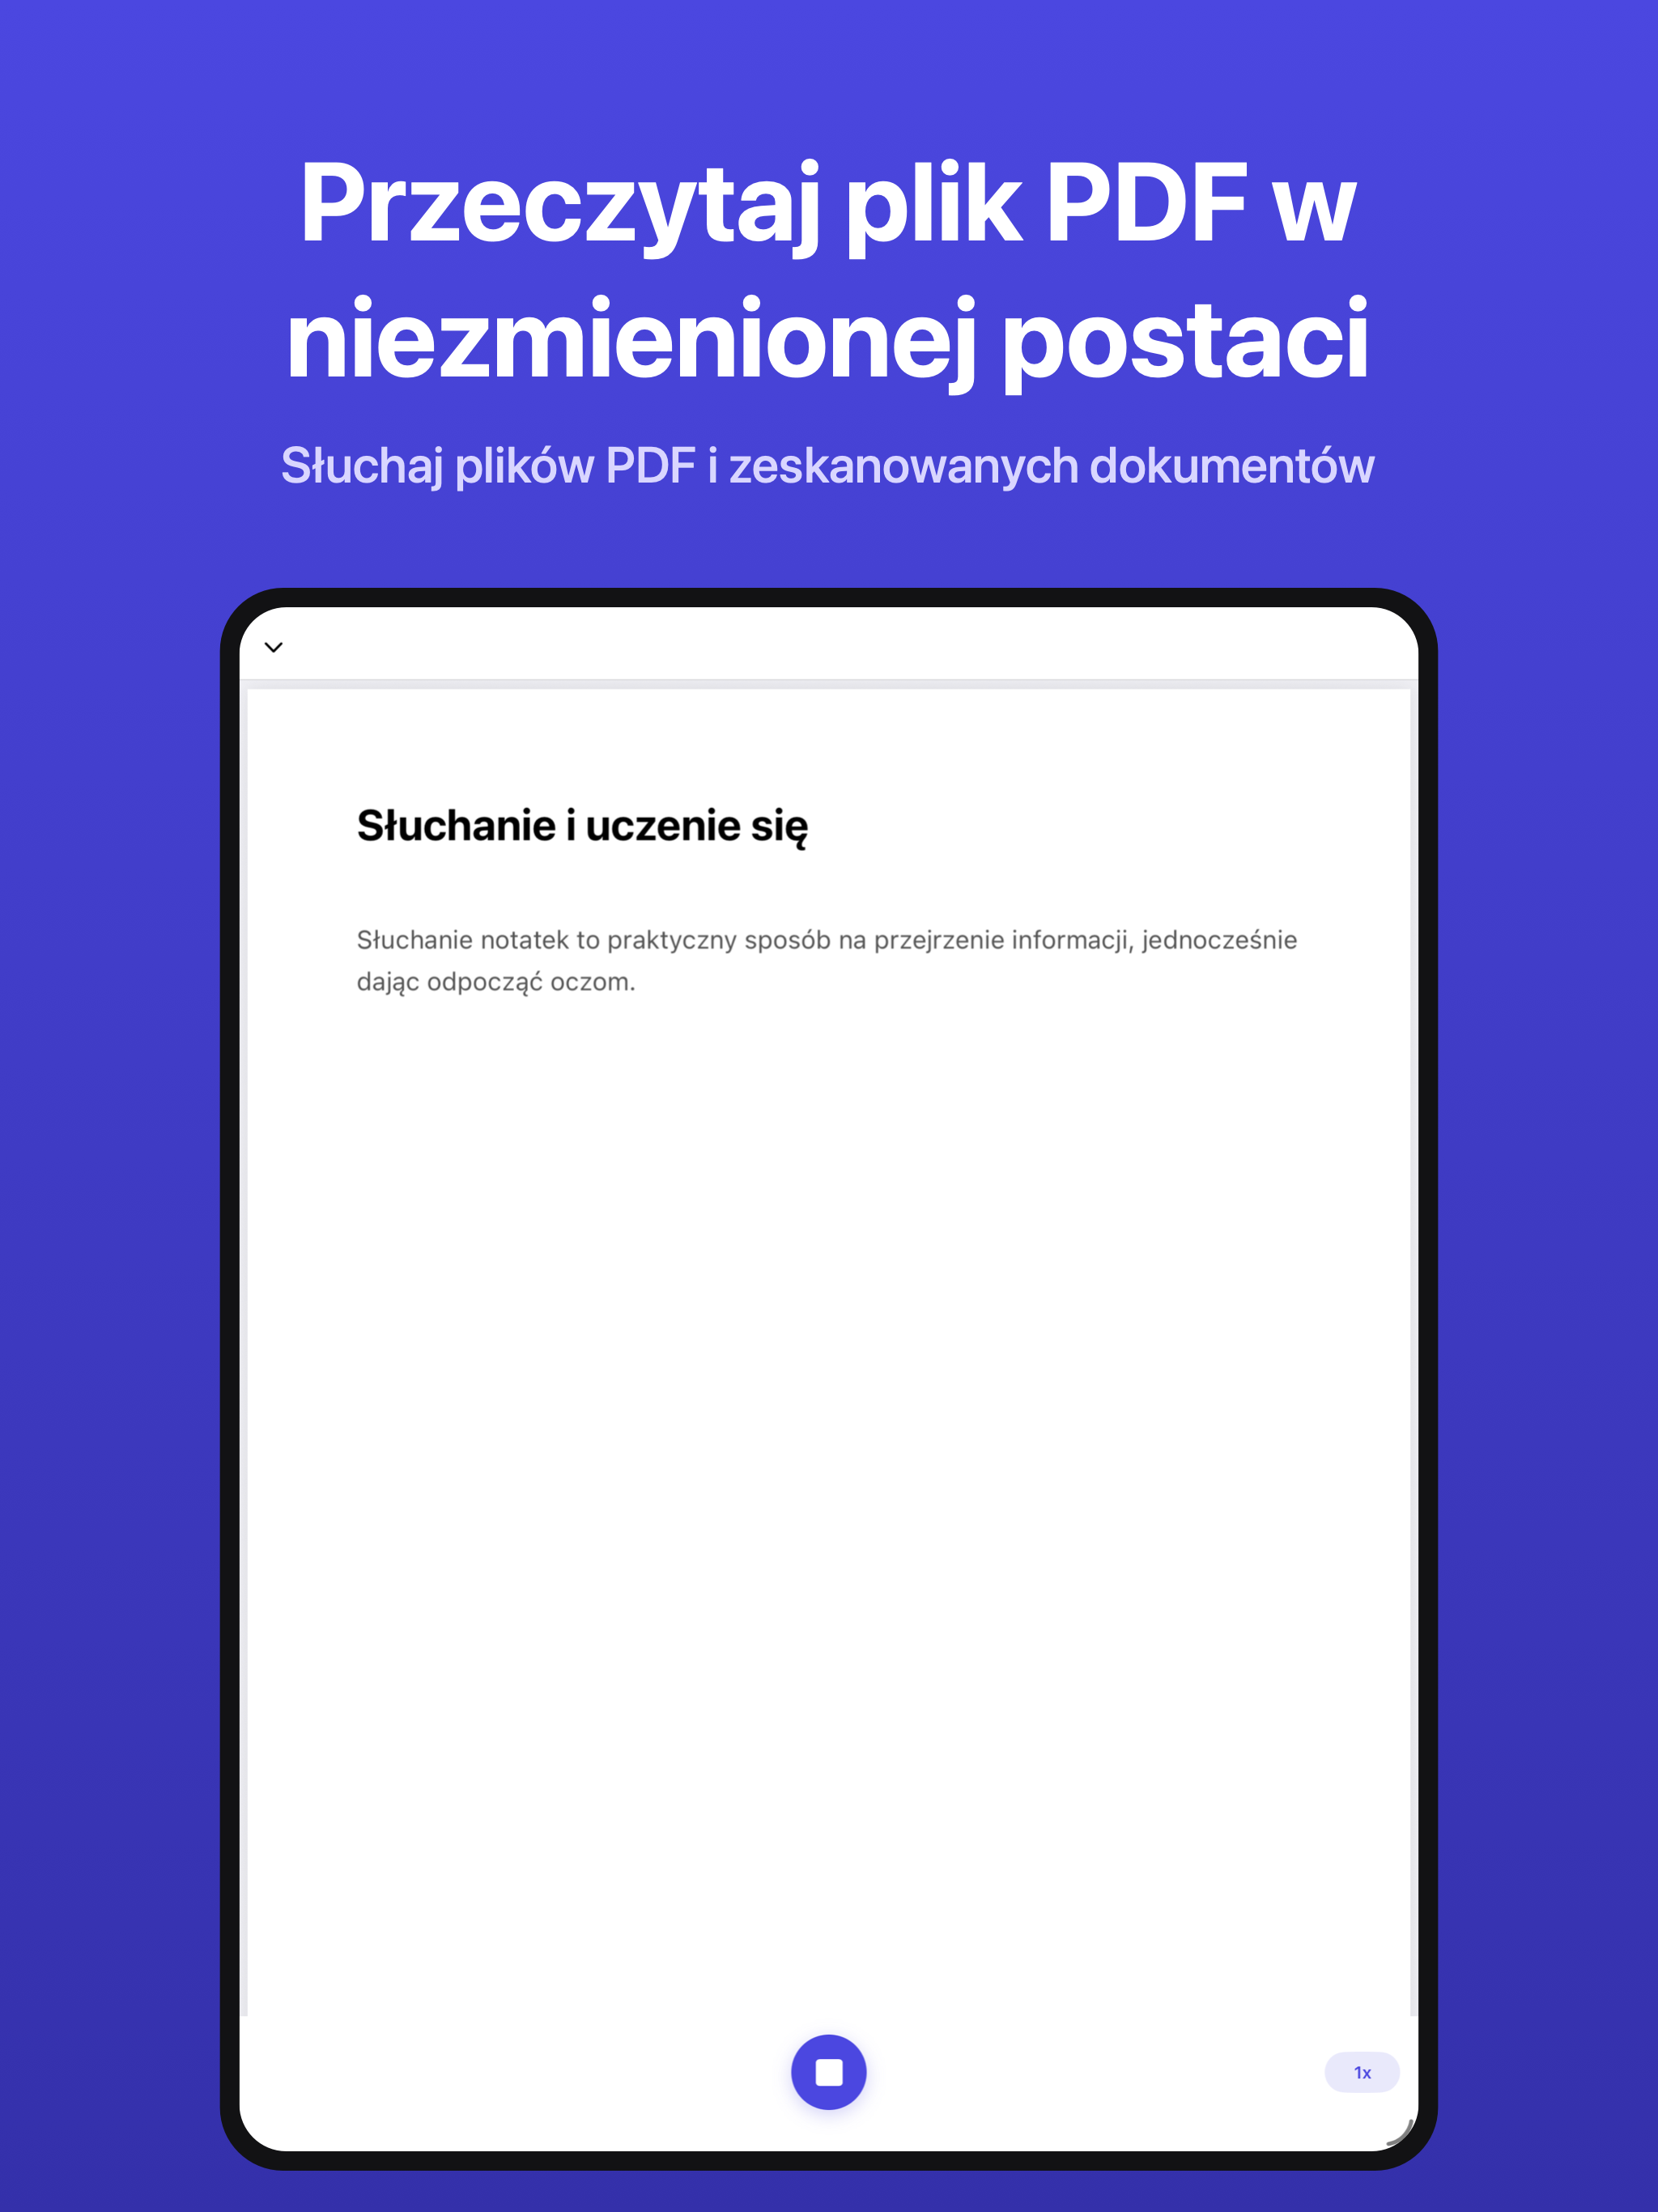 Przeczytaj plik PDF w
niezmienionej postaci
Słuchaj plików PDF i zeskanowanych dokumentów
Słuchanie i uczenie się
Słuchanie notatek to praktyczny sposób na przejrzenie informacji, jednocześnie
dając odpocząć oczom.
1x